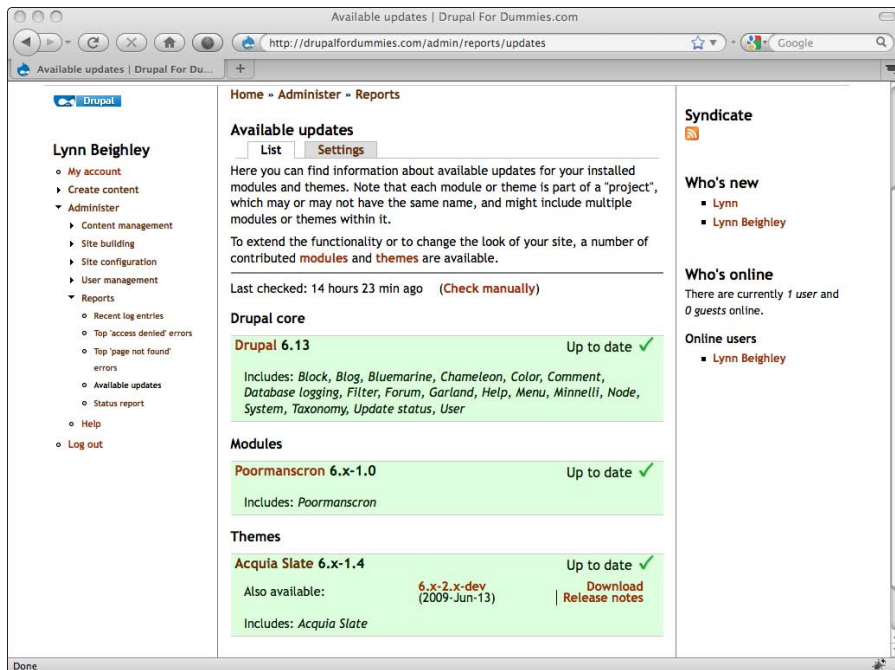 Available updates | Drupal For Dummies.com
http://drupalfordummies.com/admin/reports/updates
Google
Available updates | Drupal For Du...
Drupal
Lynn Beighley
My account
Create content
Administer
Content management
Site building
Site configuration
User management
Reports
Recent log entries
Top 'access denied' errors
Top 'page not found'
errors
Available updates
Status report
Help
Log out
Home » Administer » Reports
Available updates
List Settings
Here you can find information about available updates for your installed
modules and themes. Note that each module or theme is part of a "project",
which may or may not have the same name, and might include multiple
modules or themes within it.
To extend the functionality or to change the look of your site, a number of
contributed modules and themes are available.
Last checked: 14 hours 23 min ago (Check manually)
Drupal core
Drupal 6.13 Up to date
Includes: Block, Blog, Bluemarine, Chameleon, Color, Comment,
Database logging, Filter, Forum, Garland, Help, Menu, Minnelli, Node,
System, Taxonomy, Update status, User
Modules
Poormanscron 6.x-1.0 Up to date
Includes: Poormanscron
Themes
Acquia Slate 6.x-1.4 Up to date
Also available: 6.x-2.x-dev Download
(2009-Jun-13) | Release notes
Includes: Acquia Slate
Syndicate
Who's new
Lynn
Lynn Beighley
Who's online
There are currently 1 user and
0 guests online.
Online users
Lynn Beighley
Done